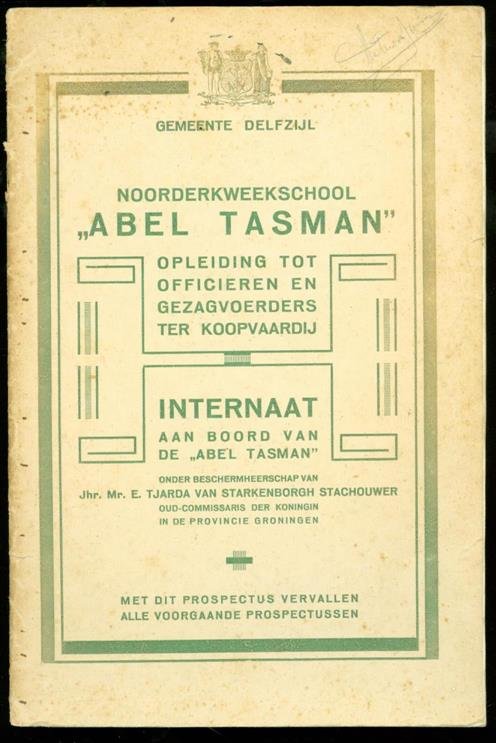 GEMEENTE DELFZIJL
NOORDERKWEEKSCHOOL
„ABEL TASMAN”
OPLEIDING TOT
OFFICIEREN EN
GEZAGVOERDERS
TER KOOPVAARDIJ
INTERNAAT
AAN BOORD VAN
DE „ABEL TASMAN”
ONDER BESCHERMHEERSCHAP VAN
Jhr. Mr. E. TJARDA VAN STARKENBORGH STACHOUWER
OUD-COMMISSARIS DER KONINGIN
IN DE PROVINCIE GRONINGEN
MET DIT PROSPECTUS VERVALLEN
ALLE VOORGAANDE PROSPECTUSSEN